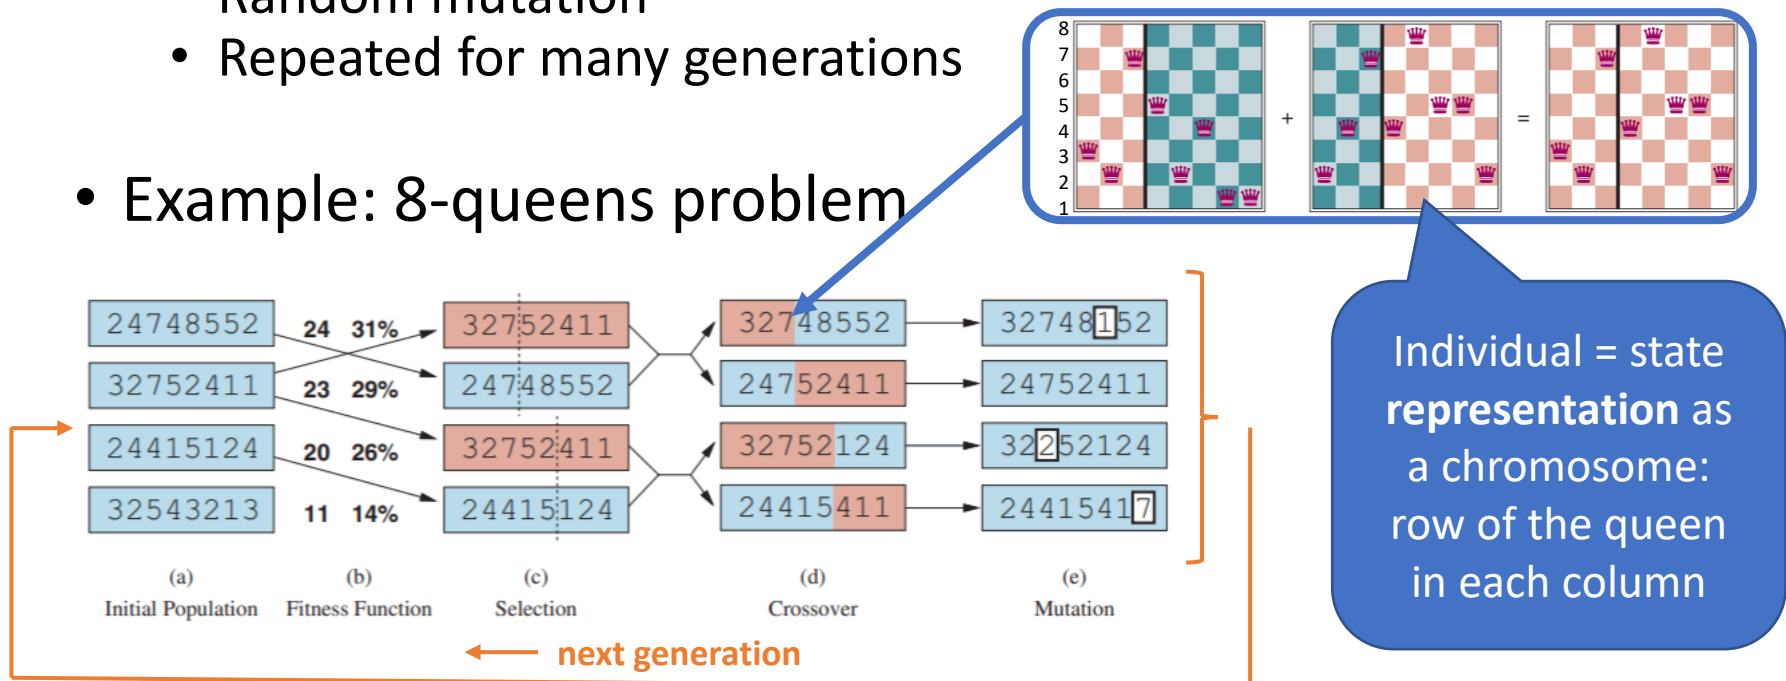 Random mutation
• Repeated for many generations
• Example: 8-queens problem
8
7
6
5
4
3
2
1
+
=
24748552
32752411
24415124
32543213
24 31%
23 29%
20 26%
11 14%
32752411
24748552
32752411
24415124
32748552
24752411
32752124
24415411
32748152
24752411
32252124
24415417
(a)
Initial Population
(b)
Fitness Function
(c)
Selection
(d)
Crossover
(e)
Mutation
next generation
Individual = state
representation as
a chromosome:
row of the queen
in each column